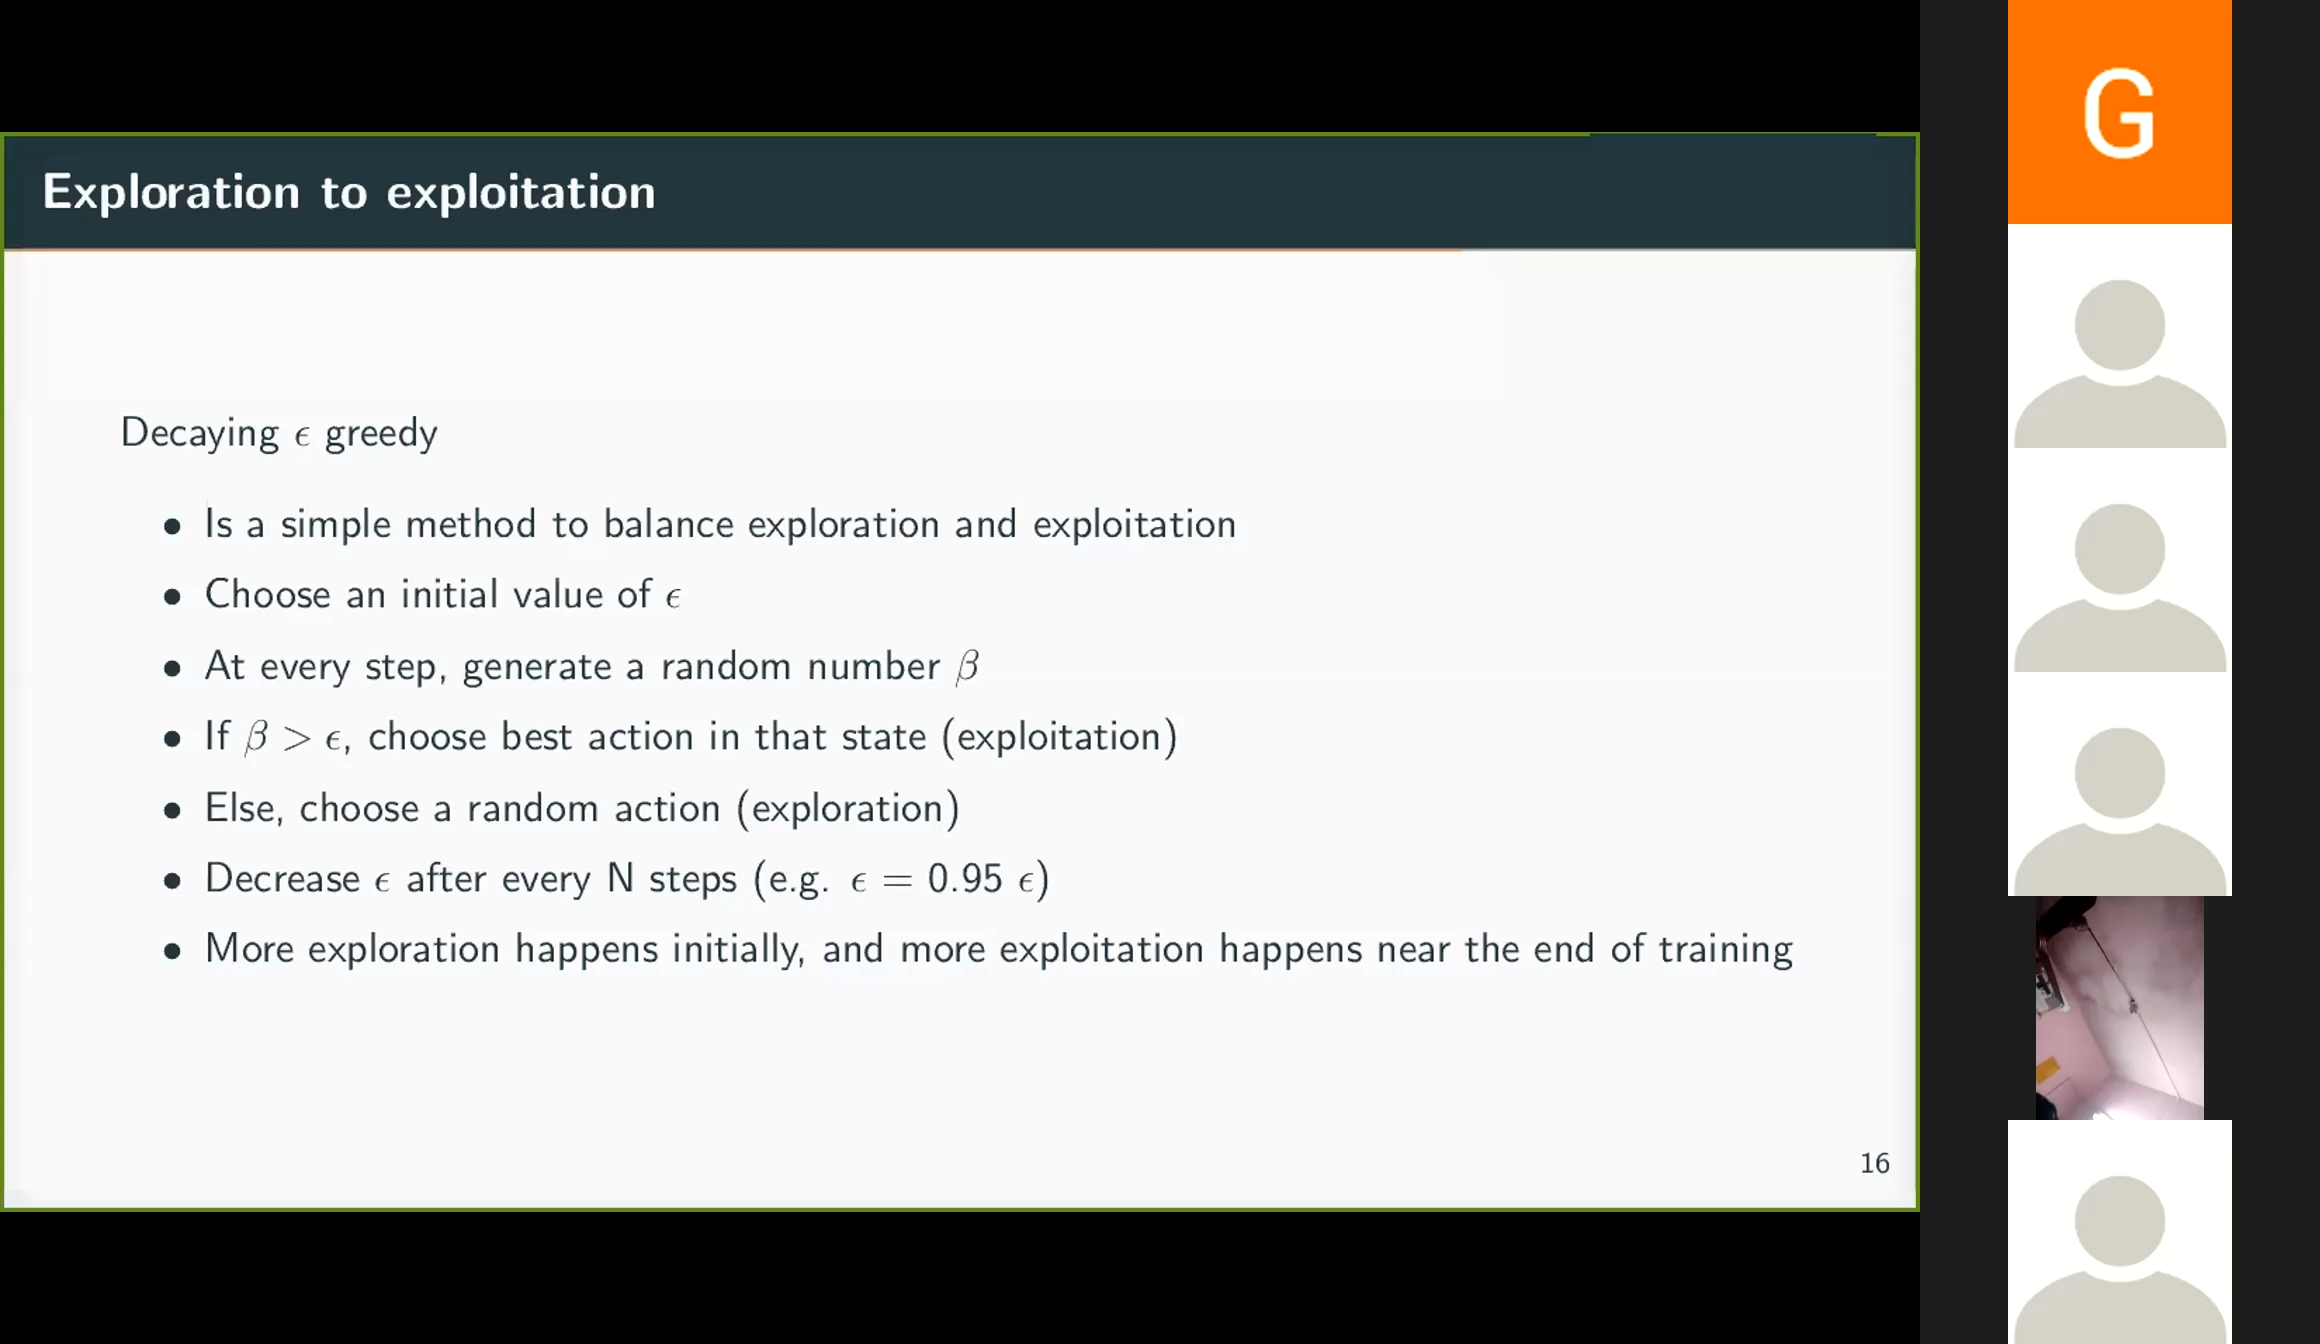 Exploration to exploitation
Decaying ϵ greedy
• Is a simple method to balance exploration and exploitation
• Choose an initial value of ϵ
• At every step, generate a random number β
• If β > ϵ, choose best action in that state (exploitation)
• Else, choose a random action (exploration)
• Decrease ϵ after every N steps (e.g. ϵ = 0.95 ϵ)
• More exploration happens initially, and more exploitation happens near the end of training
16
G